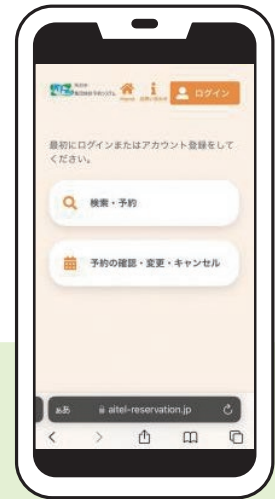 Home
ログイン
最初にログインまたはアカウント登録をして
ください。
検索・予約
予約の確認・変更・キャンセル
ぁあ
aitel-reservation.jp